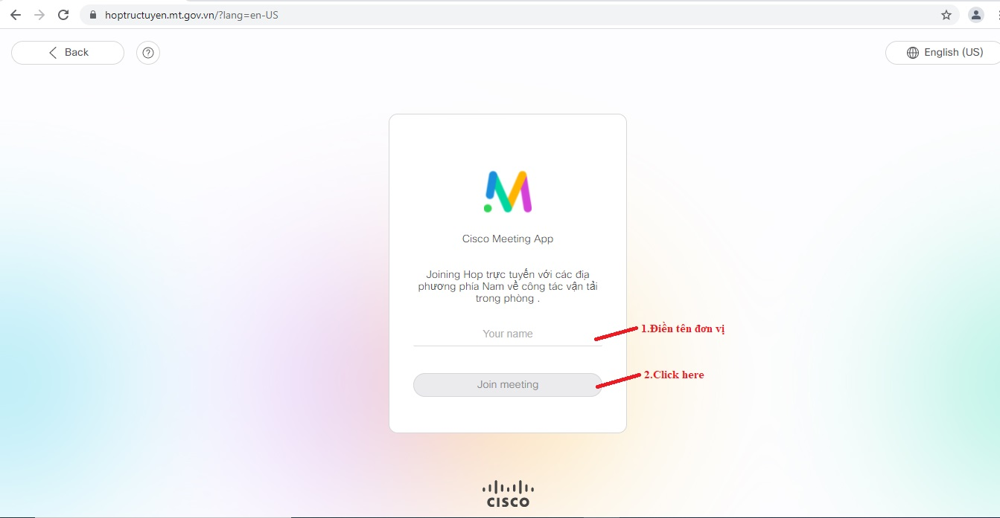 hoptructuyen.mt.gov.vn/?lang=en-US
Back
?
English (US)
Cisco Meeting App
Joining Hop trực tuyến với các địa
phương phía Nam về công tác vận tải
trong phòng .
Your name
1.Điền tên đơn vị
Join meeting
2.Click here
CISCO